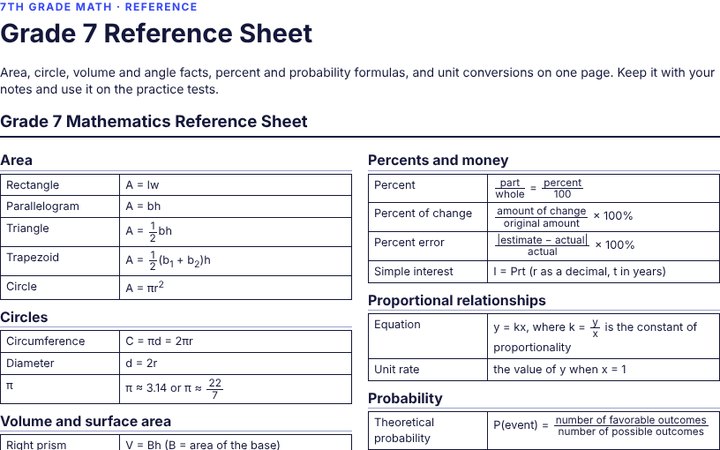 7TH GRADE MATH · REFERENCE
Grade 7 Reference Sheet
Area, circle, volume and angle facts, percent and probability formulas, and unit conversions on one page. Keep it with your
notes and use it on the practice tests.
Grade 7 Mathematics Reference Sheet
Area
Rectangle A = lw
Parallelogram A = bh
Triangle A = 1/2 bh
Trapezoid A = 1/2 (b₁ + b₂)h
Circle A = πr²
Circles
Circumference C = πd = 2πr
Diameter d = 2r
π π ≈ 3.14 or π ≈ 22/7
Volume and surface area
Right prism V = Bh (B = area of the base)
Percents and money
Percent part/whole = percent/100
Percent of change amount of change/original amount × 100%
Percent error |estimate − actual|/actual × 100%
Simple interest I = Prt (r as a decimal, t in years)
Proportional relationships
Equation y = kx, where k = y/x is the constant of
proportionality
Unit rate the value of y when x = 1
Probability
Theoretical
probability P(event) = number of favorable outcomes/number of possible outcomes